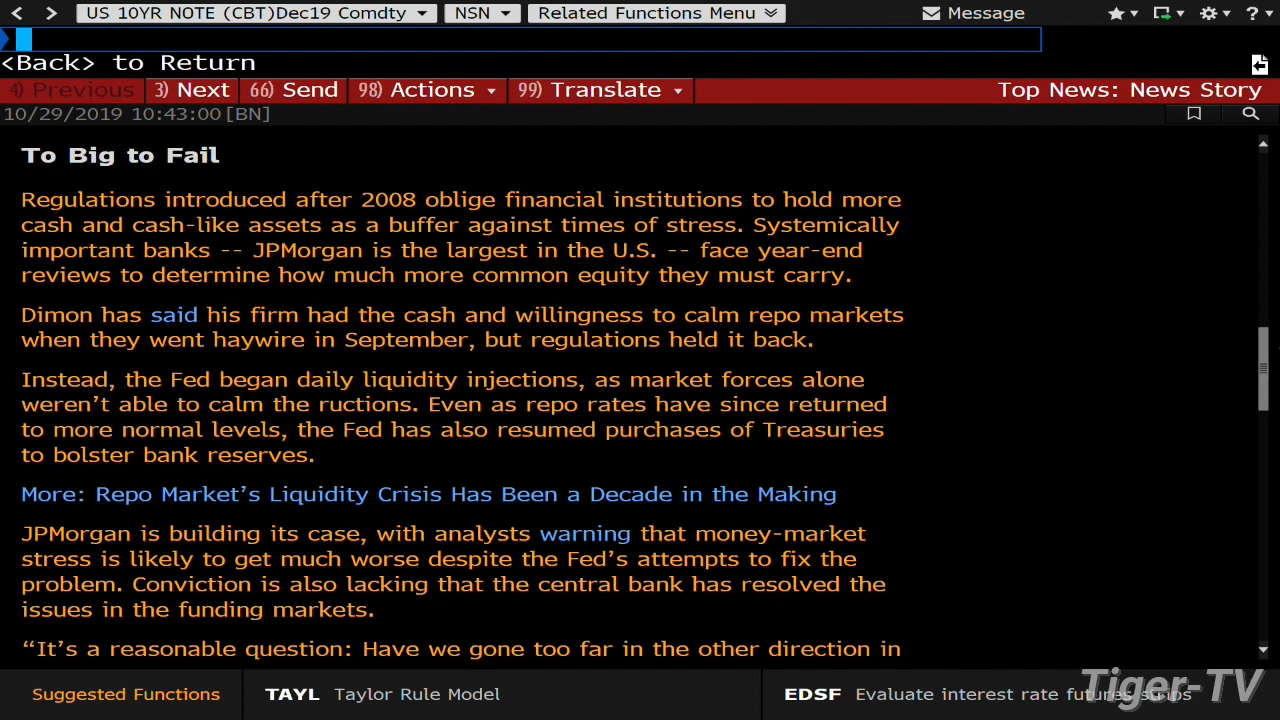 US 10YR NOTE (CBT)Dec19 Comdty NSN Related Functions Menu Message ?
<Back> to Return
4) Previous 3) Next 66) Send 98) Actions 99) Translate Top News: News Story
10/29/2019 10:43:00 [BN]
To Big to Fail
Regulations introduced after 2008 oblige financial institutions to hold more
cash and cash-like assets as a buffer against times of stress. Systemically
important banks -- JPMorgan is the largest in the U.S. -- face year-end
reviews to determine how much more common equity they must carry.
Dimon has said his firm had the cash and willingness to calm repo markets
when they went haywire in September, but regulations held it back.
Instead, the Fed began daily liquidity injections, as market forces alone
weren't able to calm the ructions. Even as repo rates have since returned
to more normal levels, the Fed has also resumed purchases of Treasuries
to bolster bank reserves.
More: Repo Market's Liquidity Crisis Has Been a Decade in the Making
JPMorgan is building its case, with analysts warning that money-market
stress is likely to get much worse despite the Fed's attempts to fix the
problem. Conviction is also lacking that the central bank has resolved the
issues in the funding markets.
“It's a reasonable question: Have we gone too far in the other direction in
Suggested Functions TAYL Taylor Rule Model EDSF Evaluate interest rate futures strips
Tiger-TV